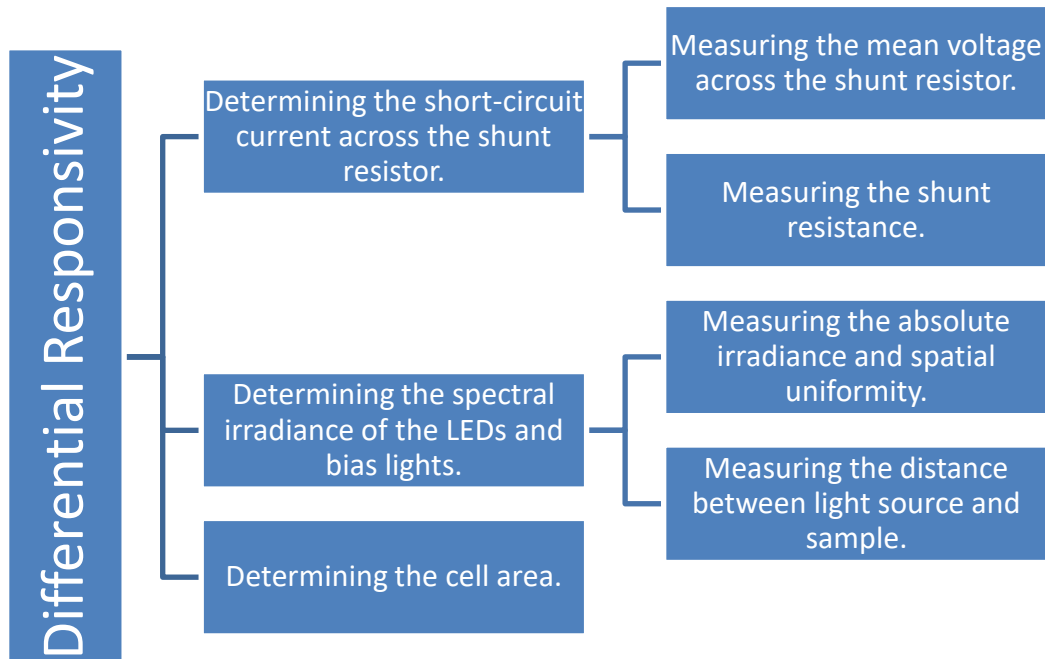 Differential Responsivity
Determining the short-circuit
current across the shunt
resistor.
Measuring the mean voltage
across the shunt resistor.
Measuring the shunt
resistance.
Determining the spectral
irradiance of the LEDs and
bias lights.
Measuring the absolute
irradiance and spatial
uniformity.
Measuring the distance
between light source and
sample.
Determining the cell area.